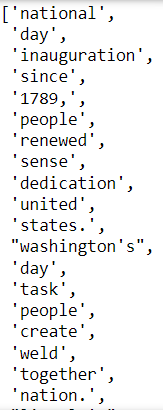 ['national',
'day',
'inauguration',
'since',
'1789,',
'people',
'renewed',
'sense',
'dedication',
'united',
'states.',
"washington's",
'day',
'task',
'people',
'create',
'weld',
'together',
'nation.',